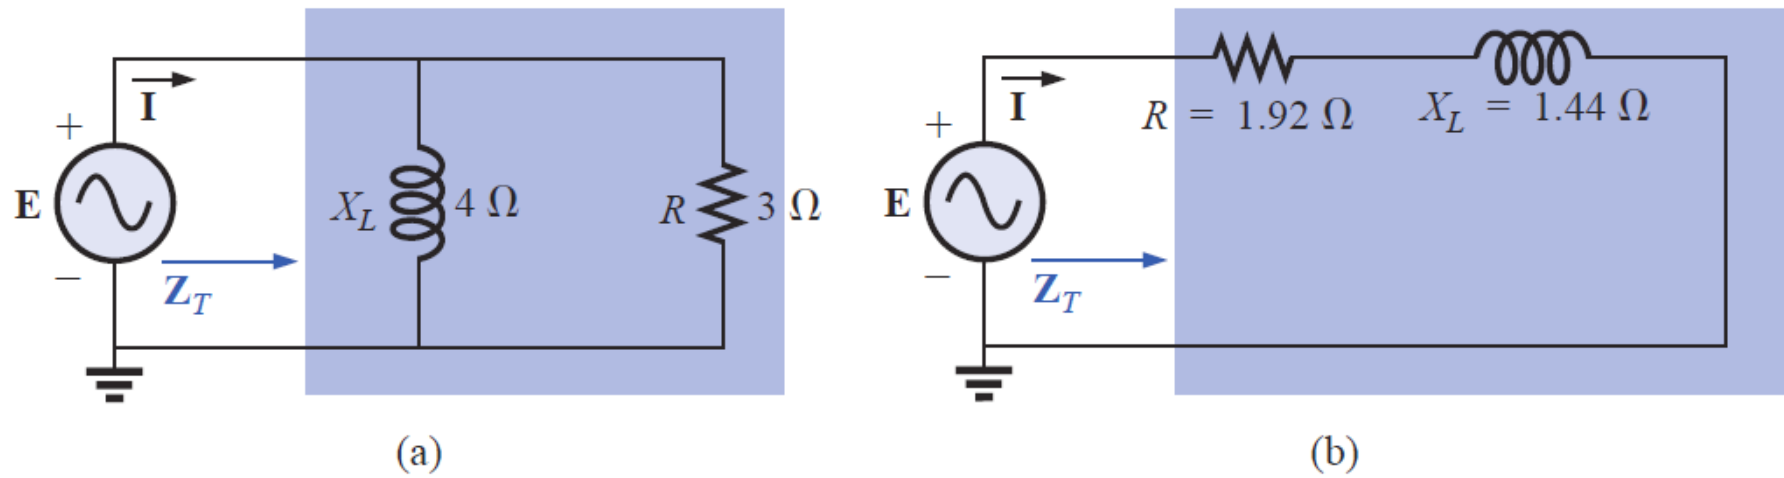 I
+
E
−
Z_T
X_L
4 Ω
R
3 Ω
(a)
I
R = 1.92 Ω
X_L = 1.44 Ω
+
E
−
Z_T
(b)